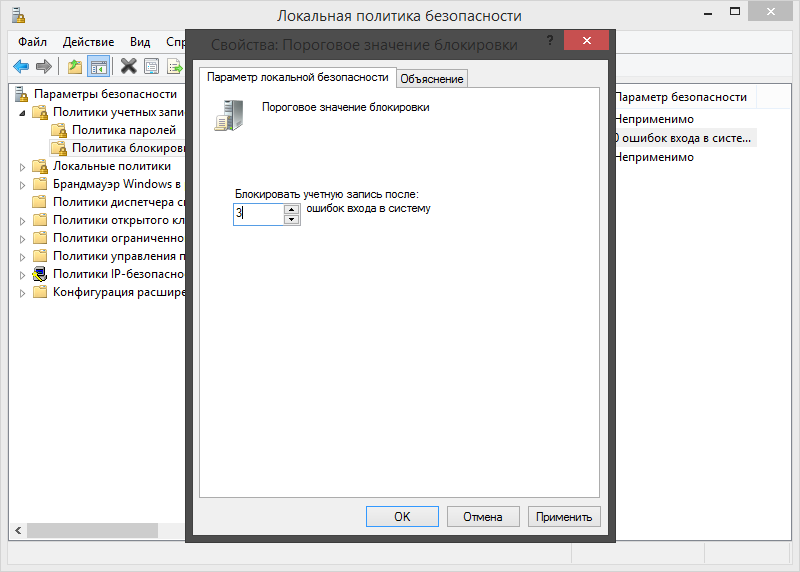 Локальная политика безопасности
Файл Действие Вид Спр
Свойства: Пороговое значение блокировки
?
Параметры безопасности
Политики учетных запи
Политика паролей
Политика блокировк
Локальные политики
Брандмауэр Windows в р
Политики диспетчера с
Политики открытого кл
Политики ограниченно
Политики управления п
Политики IP-безопасно
Конфигурация расшире
Параметр локальной безопасности
Объяснение
Пороговое значение блокировки
Блокировать учетную запись после:
3 ошибок входа в систему
OK Отмена Применить
Параметр безопасности
Неприменимо
0 ошибок входа в систе...
Неприменимо